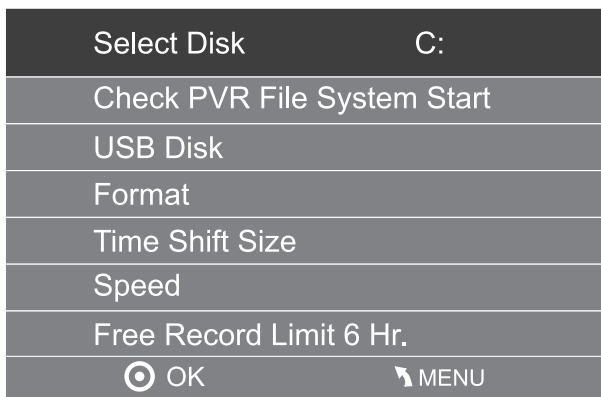 Select Disk C:
Check PVR File System Start
USB Disk
Format
Time Shift Size
Speed
Free Record Limit 6 Hr.
OK MENU